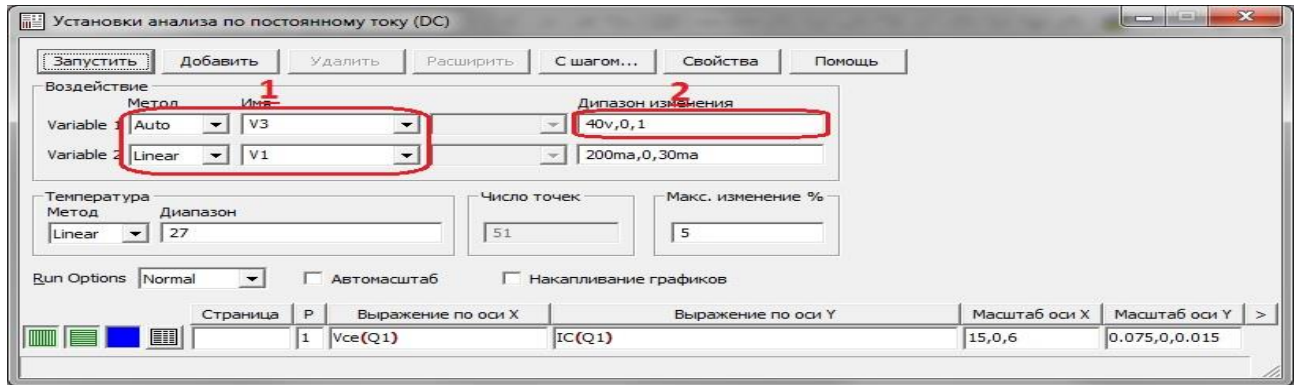 Установки анализа по постоянному току (DC)
Запустить Добавить Удалить Расширить С шагом... Свойства Помощь
Воздействие
1 2
Метод Имя Дипазон изменения
Variable 1 Auto V3 40v,0,1
Variable 2 Linear V1 200ma,0,30ma
Температура Число точек Макс. изменение %
Метод Диапазон
Linear 27 51 5
Run Options Normal Автомасштаб Накапливание графиков
Страница P Выражение по оси X Выражение по оси Y Масштаб оси X Масштаб оси Y >
1 Vce(Q1) IC(Q1) 15,0,6 0.075,0,0.015